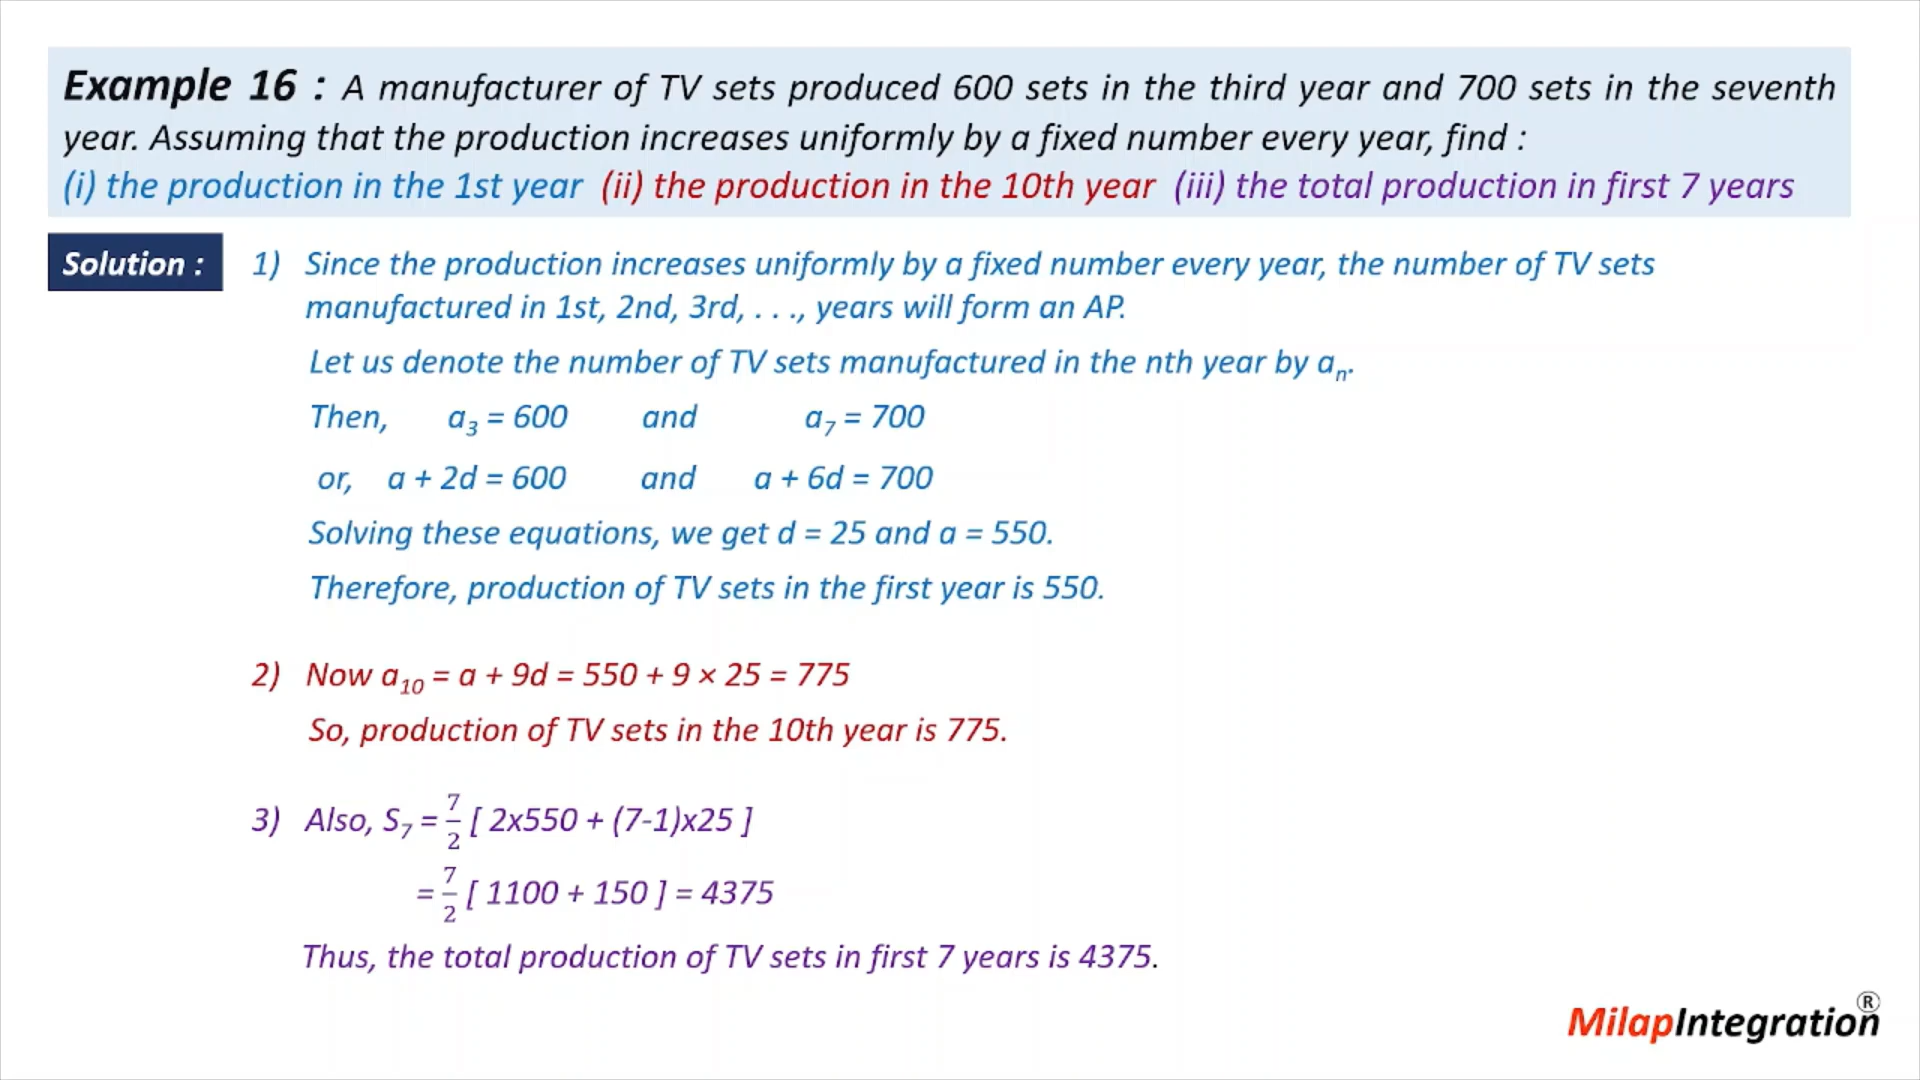 Example 16 : A manufacturer of TV sets produced 600 sets in the third year and 700 sets in the seventh
year. Assuming that the production increases uniformly by a fixed number every year, find :
(i) the production in the 1st year (ii) the production in the 10th year (iii) the total production in first 7 years
Solution : 1) Since the production increases uniformly by a fixed number every year, the number of TV sets
manufactured in 1st, 2nd, 3rd, . . ., years will form an AP.
Let us denote the number of TV sets manufactured in the nth year by aₙ.
Then, a₃ = 600 and a₇ = 700
or, a + 2d = 600 and a + 6d = 700
Solving these equations, we get d = 25 and a = 550.
Therefore, production of TV sets in the first year is 550.
2) Now a₁₀ = a + 9d = 550 + 9 × 25 = 775
So, production of TV sets in the 10th year is 775.
3) Also, S₇ = 7/2 [ 2x550 + (7-1)x25 ]
= 7/2 [ 1100 + 150 ] = 4375
Thus, the total production of TV sets in first 7 years is 4375.
MilapIntegration®